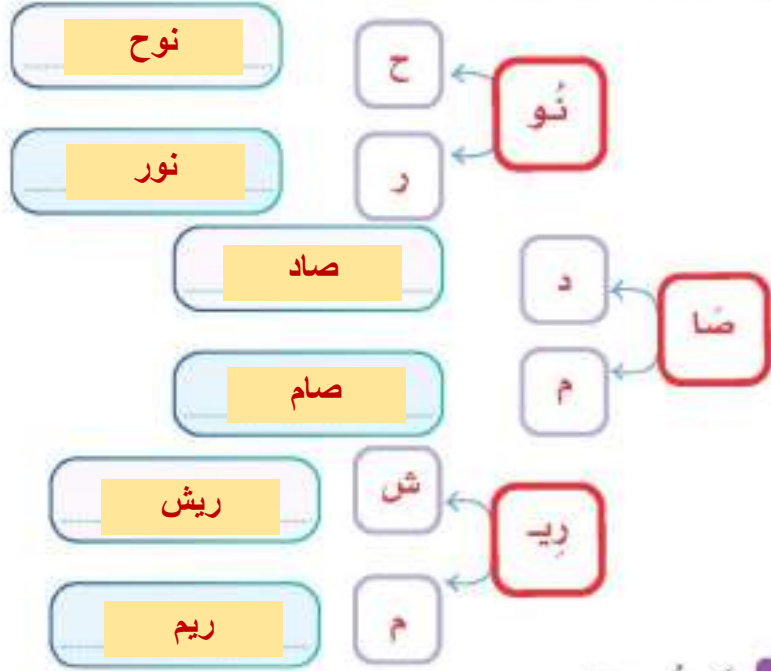 نُو
ح
نوح
ر
نور
صَا
د
صاد
م
صام
رِيـ
ش
ريش
م
ريم